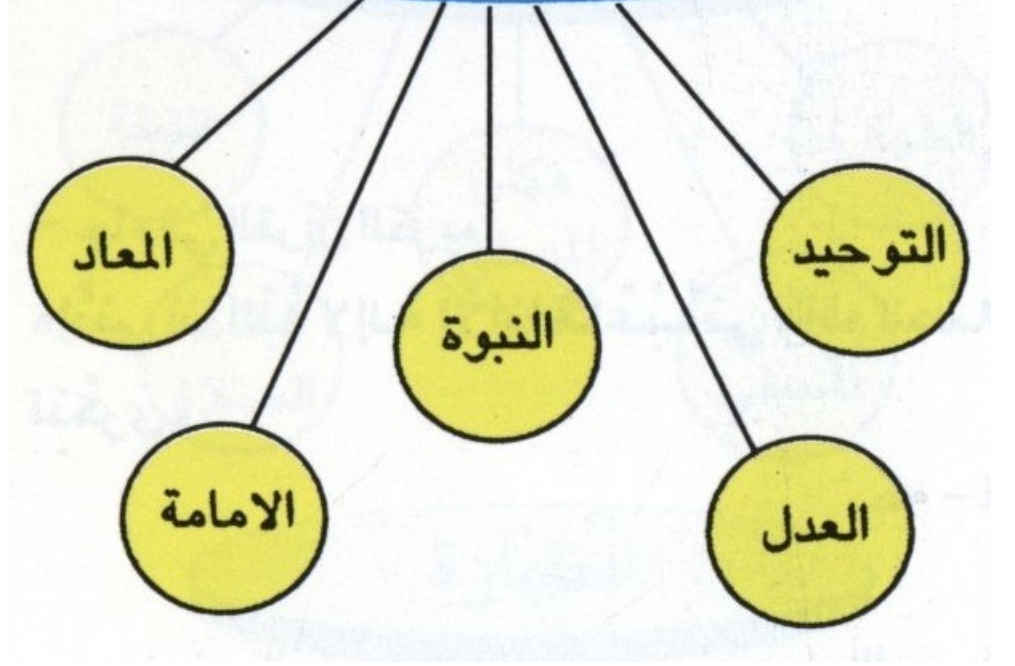 التوحيد
العدل
النبوة
الامامة
المعاد